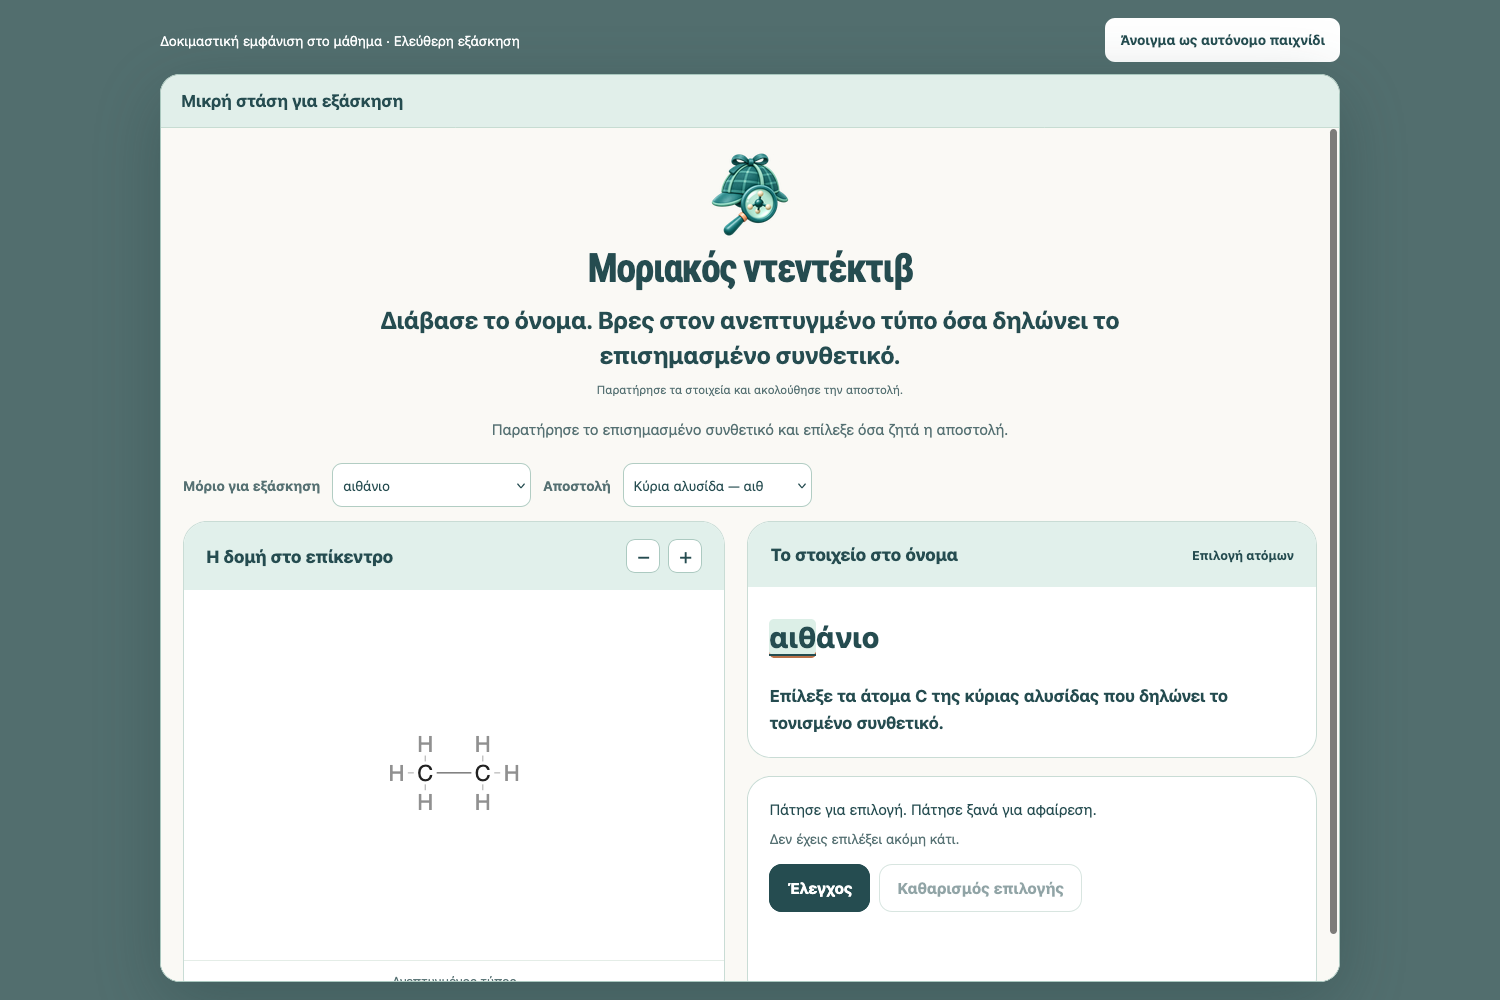 Δοκιμαστική εμφάνιση στο μάθημα · Ελεύθερη εξάσκηση
Άνοιγμα ως αυτόνομο παιχνίδι
Μικρή στάση για εξάσκηση
Μοριακός ντεντέκτιβ
Διάβασε το όνομα. Βρες στον ανεπτυγμένο τύπο όσα δηλώνει το
επισημασμένο συνθετικό.
Παρατήρησε τα στοιχεία και ακολούθησε την αποστολή.
Παρατήρησε το επισημασμένο συνθετικό και επίλεξε όσα ζητά η αποστολή.
Μόριο για εξάσκηση
αιθάνιο
Αποστολή
Κύρια αλυσίδα — αιθ
Η δομή στο επίκεντρο
− +
H H
H C C H
H H
Ανεπτυγμένος τύπος
Το στοιχείο στο όνομα
Επιλογή ατόμων
αιθάνιο
Επίλεξε τα άτομα C της κύριας αλυσίδας που δηλώνει το
τονισμένο συνθετικό.
Πάτησε για επιλογή. Πάτησε ξανά για αφαίρεση.
Δεν έχεις επιλέξει ακόμη κάτι.
Έλεγχος
Καθαρισμός επιλογής